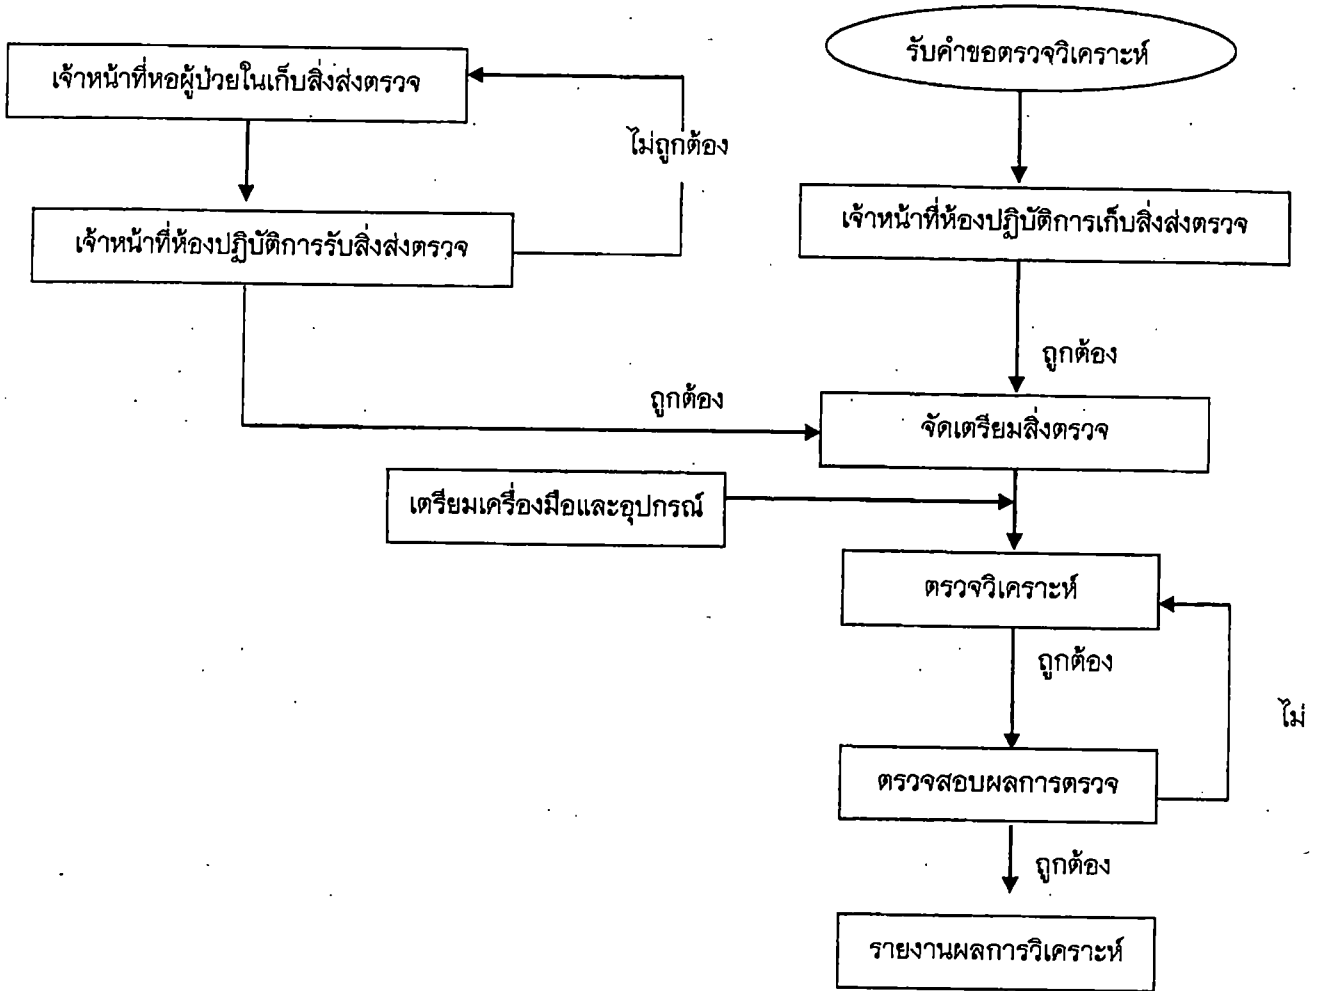 รับคำขอตรวจวิเคราะห์
เจ้าหน้าที่หอผู้ป่วยในเก็บสิ่งส่งตรวจ
ไม่ถูกต้อง
เจ้าหน้าที่ห้องปฏิบัติการเก็บสิ่งส่งตรวจ
เจ้าหน้าที่ห้องปฏิบัติการรับสิ่งส่งตรวจ
ถูกต้อง
ถูกต้อง
จัดเตรียมสิ่งตรวจ
เตรียมเครื่องมือและอุปกรณ์
ตรวจวิเคราะห์
ถูกต้อง
ไม่
ตรวจสอบผลการตรวจ
ถูกต้อง
รายงานผลการวิเคราะห์